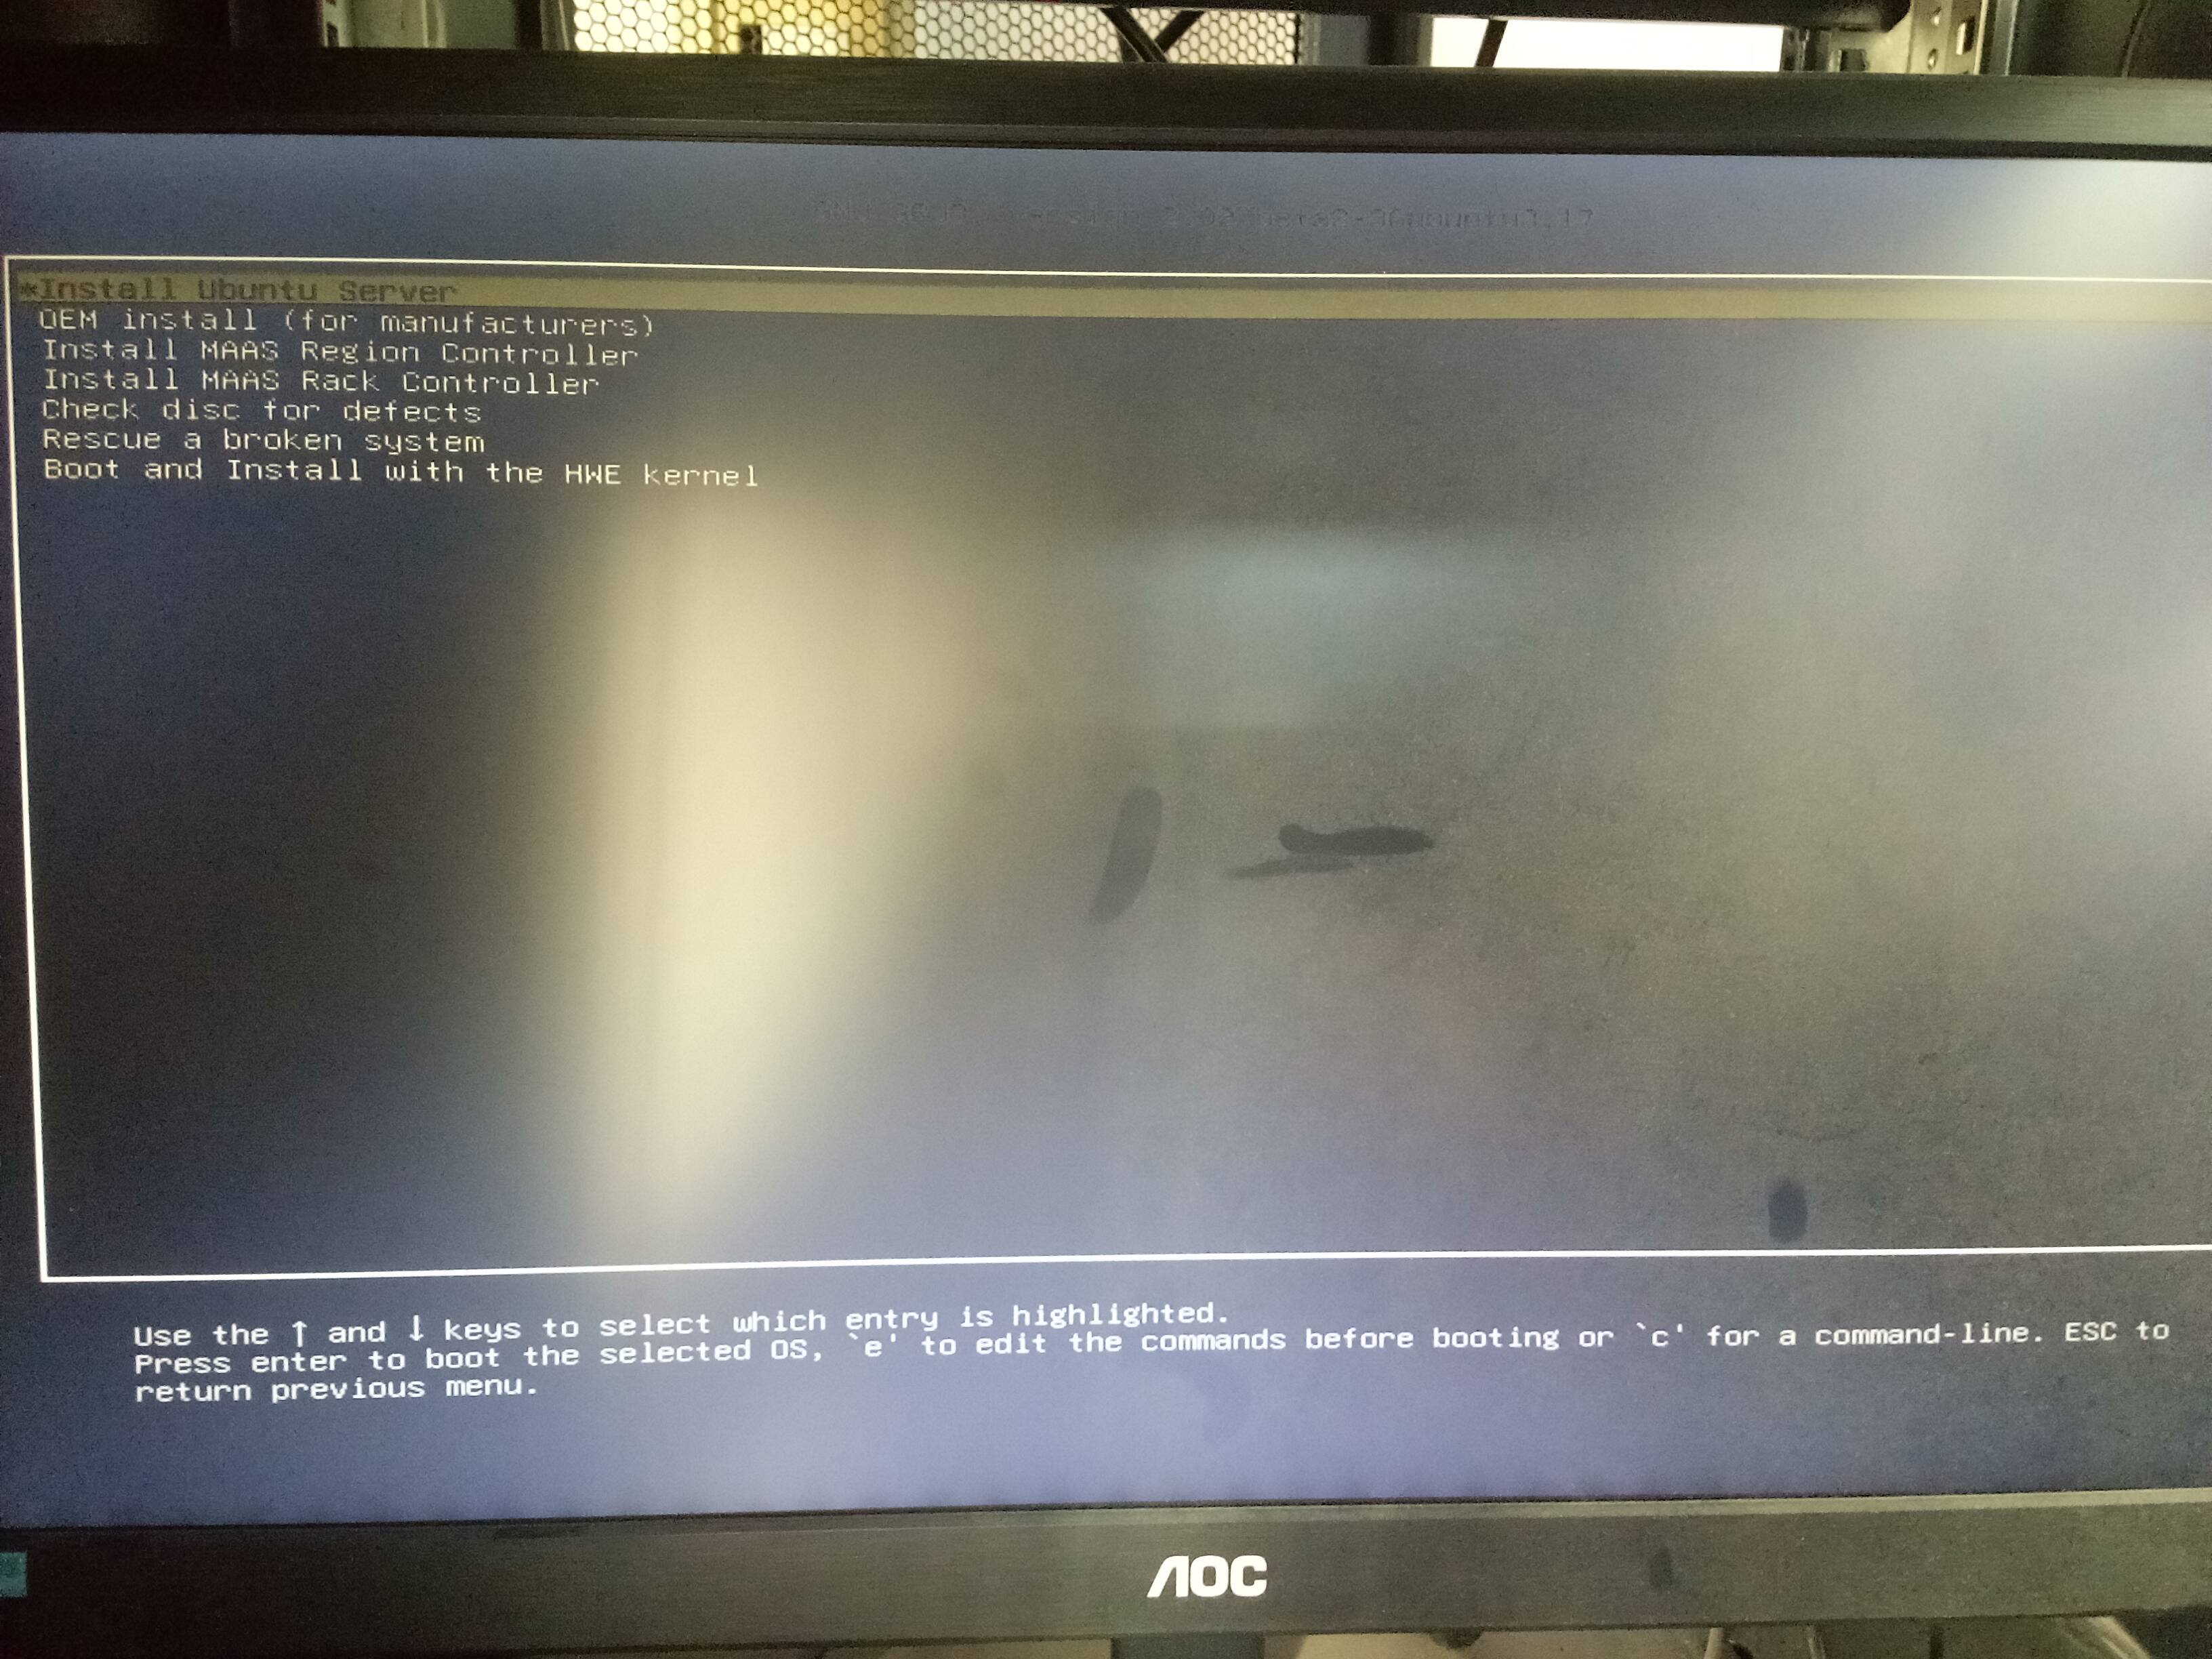 *Install Ubuntu Server
OEM install (for manufacturers)
Install MAAS Region Controller
Install MAAS Rack Controller
Check disc for defects
Rescue a broken system
Boot and Install with the HWE kernel
Use the ↑ and ↓ keys to select which entry is highlighted.
Press enter to boot the selected OS, `e' to edit the commands before booting or `c' for a command-line. ESC to
return previous menu.
AOC